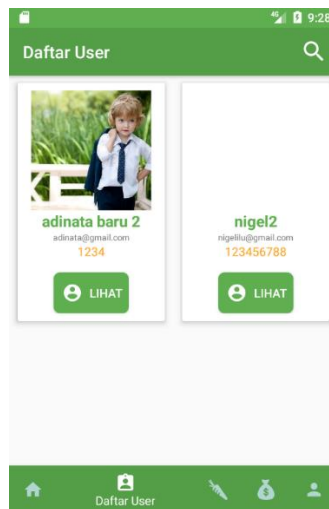 4G 9:28
Daftar User
adinata baru 2
adinata@gmail.com
1234
LIHAT
nigel2
nigelilu@gmail.com
123456788
LIHAT
Daftar User